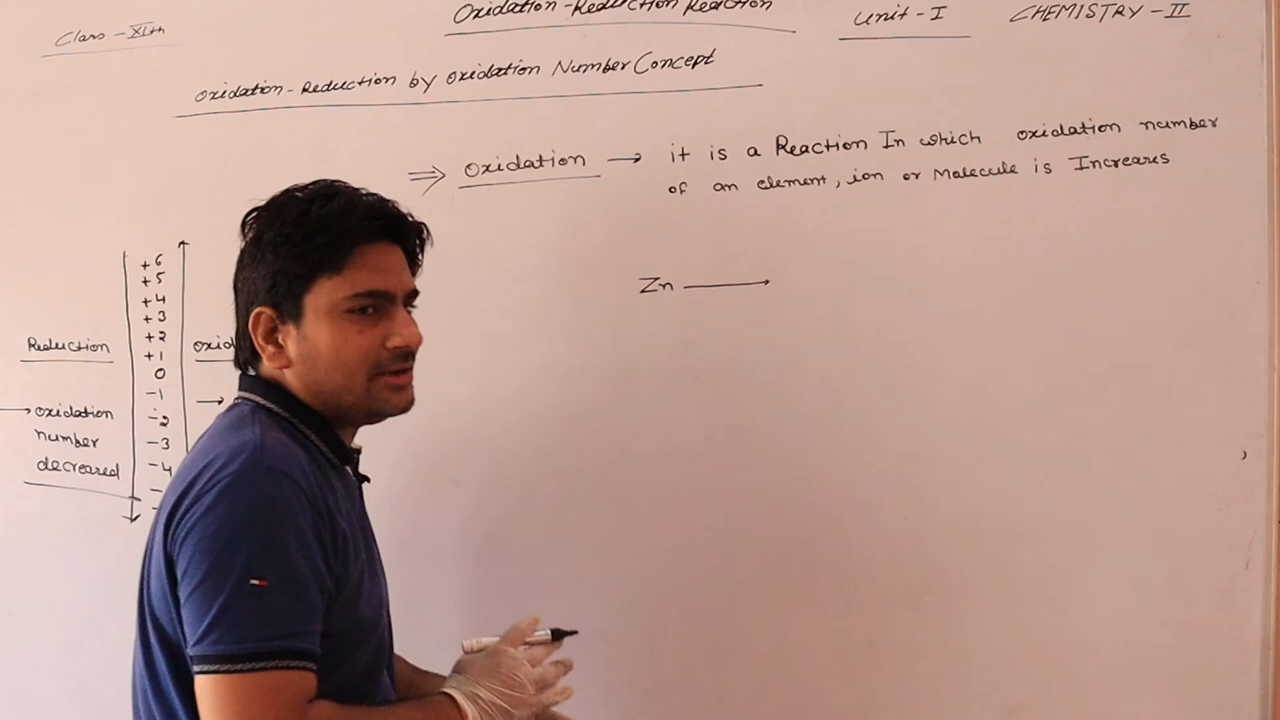 Class - XIth
Oxidation - Reduction Reaction
Unit - I
CHEMISTRY - II
Oxidation - Reduction by Oxidation Number Concept
⇒ Oxidation → it is a Reaction In which oxidation number
of an element, ion or Molecule is Increases
Zn →
+6
+5
+4
+3
+2
+1
0
-1
-2
-3
-4
Reduction
→ oxidation
number
decreased